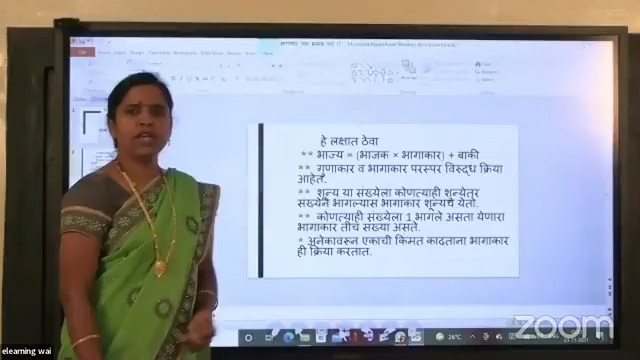 हे लक्षात ठेवा
** भाज्य = (भाजक × भागाकार) + बाकी
** गुणाकार व भागाकार परस्पर विरुद्ध क्रिया
आहेत.
** शून्य या संख्येला कोणत्याही शून्येतर
संख्येने भागल्यास भागाकार शून्यच येतो.
** कोणत्याही संख्येला 1 भागले असता येणारा
भागाकार तीच संख्या असते.
* अनेकावरून एकाची किंमत काढताना भागाकार
ही क्रिया करतात.
26°C
zoom
elearning wai